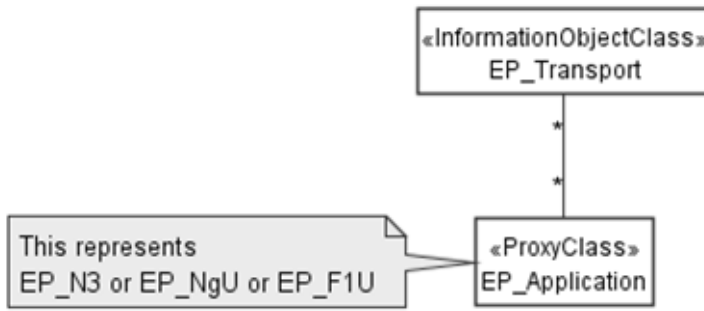 «InformationObjectClass»
EP_Transport
*
*
This represents
EP_N3 or EP_NgU or EP_F1U
«ProxyClass»
EP_Application